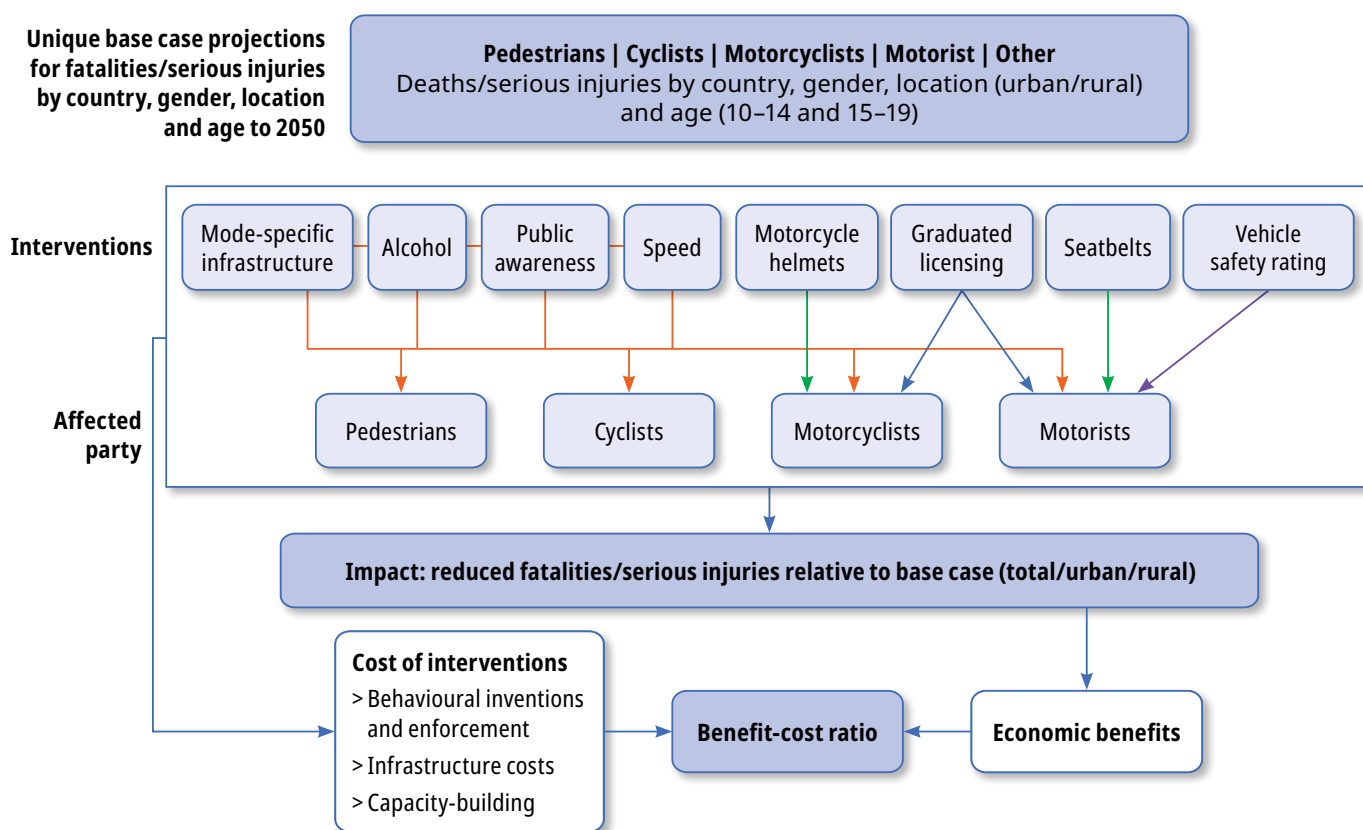 Unique base case projections
for fatalities/serious injuries
by country, gender, location
and age to 2050
Pedestrians | Cyclists | Motorcyclists | Motorist | Other
Deaths/serious injuries by country, gender, location (urban/rural)
and age (10–14 and 15–19)
Interventions
Mode-specific
infrastructure
Alcohol
Public
awareness
Speed
Motorcycle
helmets
Graduated
licensing
Seatbelts
Vehicle
safety rating
Affected
party
Pedestrians
Cyclists
Motorcyclists
Motorists
Impact: reduced fatalities/serious injuries relative to base case (total/urban/rural)
Cost of interventions
> Behavioural inventions
and enforcement
> Infrastructure costs
> Capacity-building
Benefit-cost ratio
Economic benefits